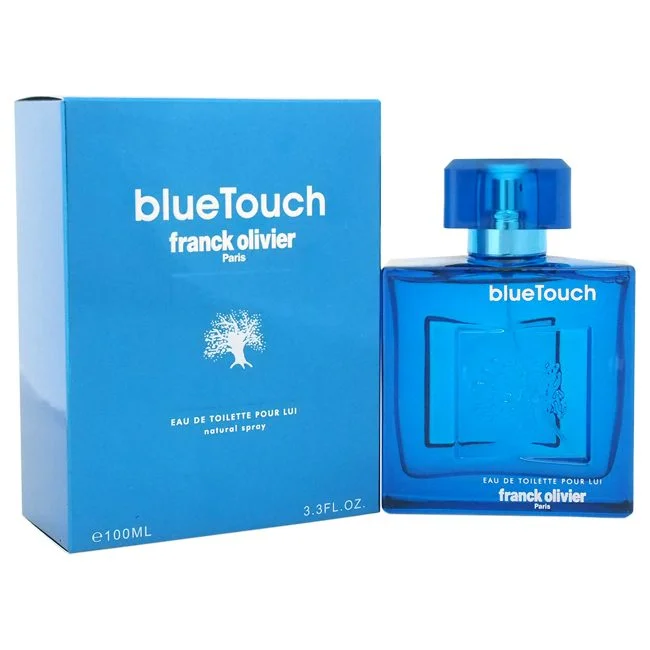 blueTouch
franck olivier
Paris
EAU DE TOILETTE POUR LUI
natural spray
℮100ML
3.3FL.OZ.
blueTouch
EAU DE TOILETTE POUR LUI
franck olivier
Paris